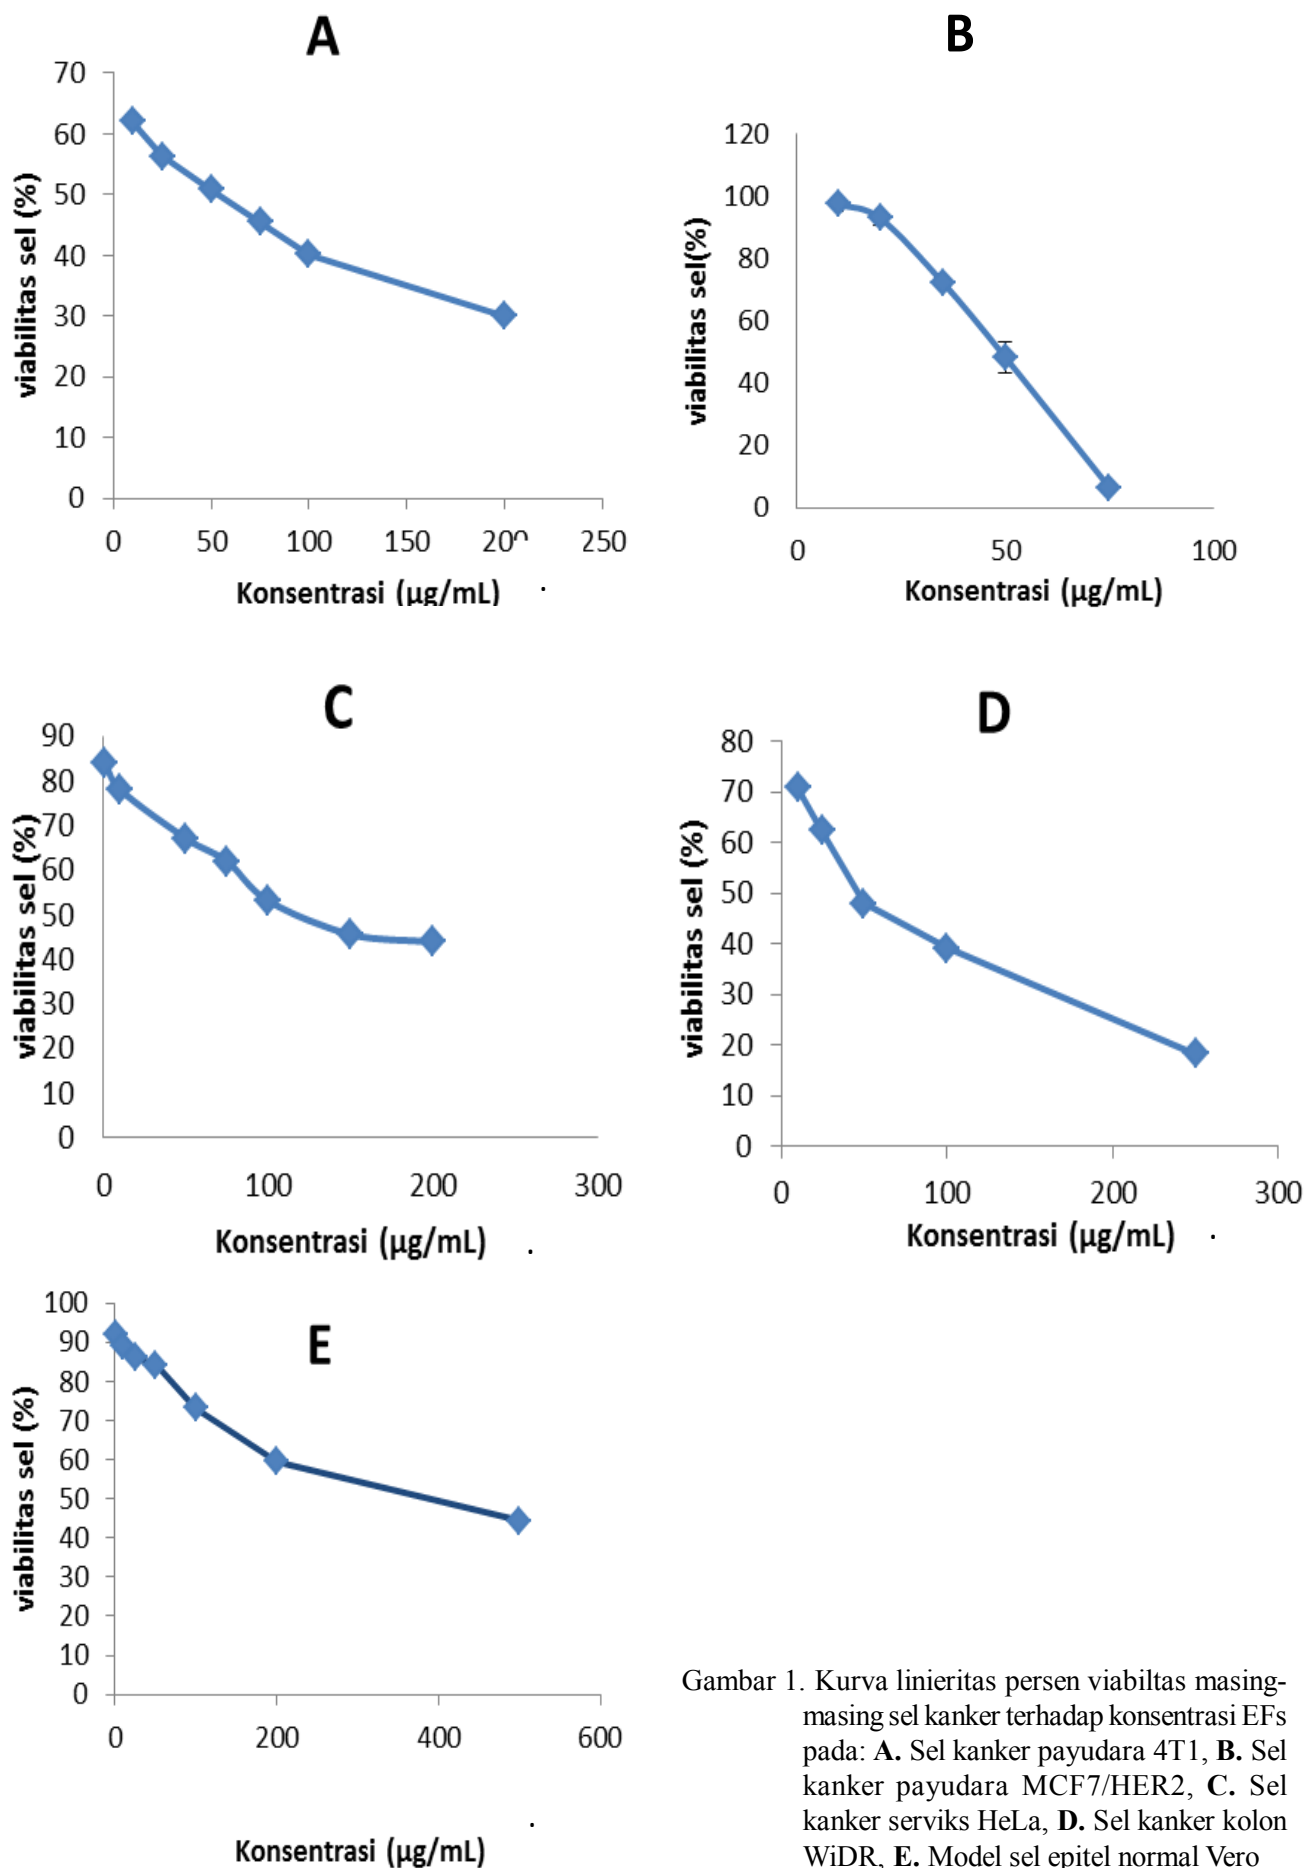 A
70
60
50
40
30
20
10
0
viabilitas sel (%)
0 50 100 150 200 250
Konsentrasi (µg/mL)
B
120
100
80
60
40
20
0
viabilitas sel(%)
0 50 100
Konsentrasi (µg/mL)
C
90
80
70
60
50
40
30
20
10
0
viabilitas sel (%)
0 100 200 300
Konsentrasi (µg/mL)
D
80
70
60
50
40
30
20
10
0
viabilitas sel (%)
0 100 200 300
Konsentrasi (µg/mL)
E
100
90
80
70
60
50
40
30
20
10
0
viabilitas sel (%)
0 200 400 600
Konsentrasi (µg/mL)
Gambar 1. Kurva linieritas persen viabiltas masing-
masing sel kanker terhadap konsentrasi EFs
pada: A. Sel kanker payudara 4T1, B. Sel
kanker payudara MCF7/HER2, C. Sel
kanker serviks HeLa, D. Sel kanker kolon
WiDR, E. Model sel epitel normal Vero